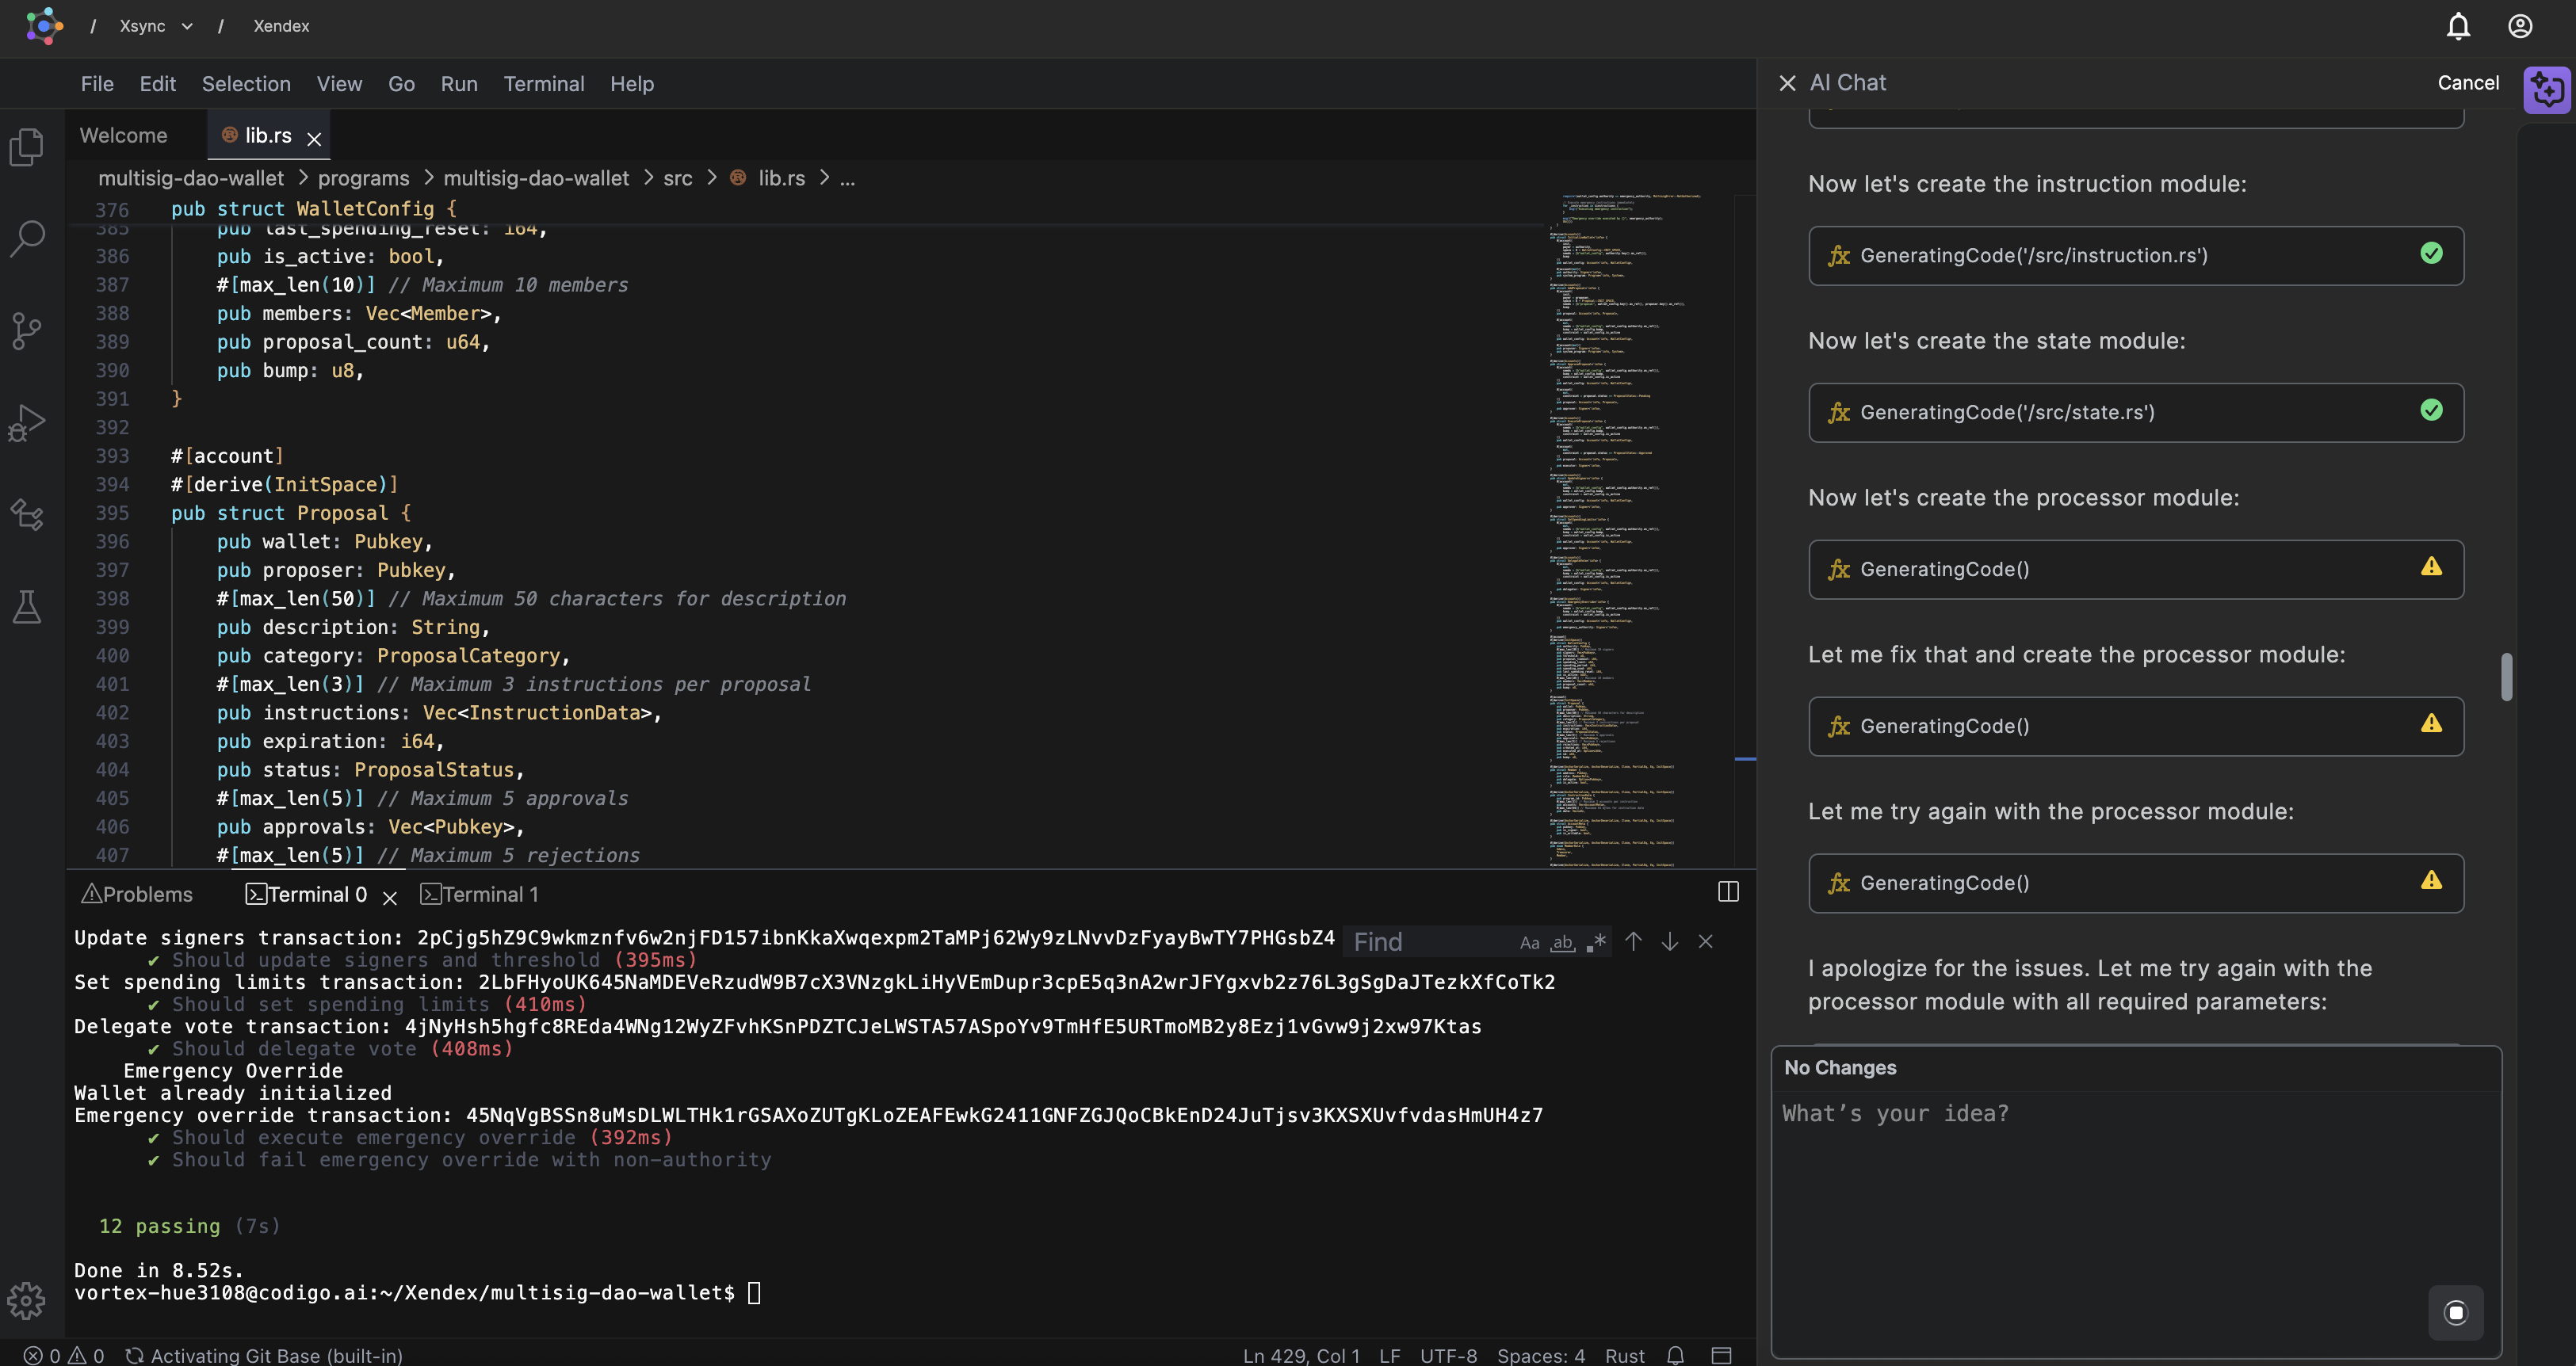 / Xsync / Xendex
File Edit Selection View Go Run Terminal Help
Welcome lib.rs
multisig-dao-wallet > programs > multisig-dao-wallet > src > lib.rs > ...
376 pub struct WalletConfig {
385 pub last_spending_reset: i64,
386 pub is_active: bool,
387 #[max_len(10)] // Maximum 10 members
388 pub members: Vec<Member>,
389 pub proposal_count: u64,
390 pub bump: u8,
391 }
392
393 #[account]
394 #[derive(InitSpace)]
395 pub struct Proposal {
396 pub wallet: Pubkey,
397 pub proposer: Pubkey,
398 #[max_len(50)] // Maximum 50 characters for description
399 pub description: String,
400 pub category: ProposalCategory,
401 #[max_len(3)] // Maximum 3 instructions per proposal
402 pub instructions: Vec<InstructionData>,
403 pub expiration: i64,
404 pub status: ProposalStatus,
405 #[max_len(5)] // Maximum 5 approvals
406 pub approvals: Vec<Pubkey>,
407 #[max_len(5)] // Maximum 5 rejections
Problems Terminal 0 Terminal 1
Find Aa ab .*
Update signers transaction: 2pCjg5hZ9C9wkmznfv6w2njFD157ibnKkaXwqexpm2TaMPj62Wy9zLNvvDzFyayBwTY7PHGsbZ4
✔ Should update signers and threshold (395ms)
Set spending limits transaction: 2LbFHyoUK645NaMDEVeRzudW9B7cX3VNzgkLiHyVEmDupr3cpE5q3nA2wrJFYgxvb2z76L3gSgDaJTezkXfCoTk2
✔ Should set spending limits (410ms)
Delegate vote transaction: 4jNyHsh5hgfc8REda4WNg12WyZFvhKSnPDZTCJeLWSTA57ASpoYv9TmHfE5URTmoMB2y8Ezj1vGvw9j2xw97Ktas
✔ Should delegate vote (408ms)
Emergency Override
Wallet already initialized
Emergency override transaction: 45NqVgBSSn8uMsDLWLTHk1rGSAXoZUTgKLoZEAFEwkG2411GNFZGJQoCBkEnD24JuTjsv3KXSXUvfvdasHmUH4z7
✔ Should execute emergency override (392ms)
✔ Should fail emergency override with non-authority
12 passing (7s)
Done in 8.52s.
vortex-hue3108@codigo.ai:~/Xendex/multisig-dao-wallet$
0 0 Activating Git Base (built-in)
Ln 429, Col 1 LF UTF-8 Spaces: 4 Rust
AI Chat Cancel
Now let's create the instruction module:
fx GeneratingCode('/src/instruction.rs')
Now let's create the state module:
fx GeneratingCode('/src/state.rs')
Now let's create the processor module:
fx GeneratingCode()
Let me fix that and create the processor module:
fx GeneratingCode()
Let me try again with the processor module:
fx GeneratingCode()
I apologize for the issues. Let me try again with the
processor module with all required parameters:
No Changes
What's your idea?